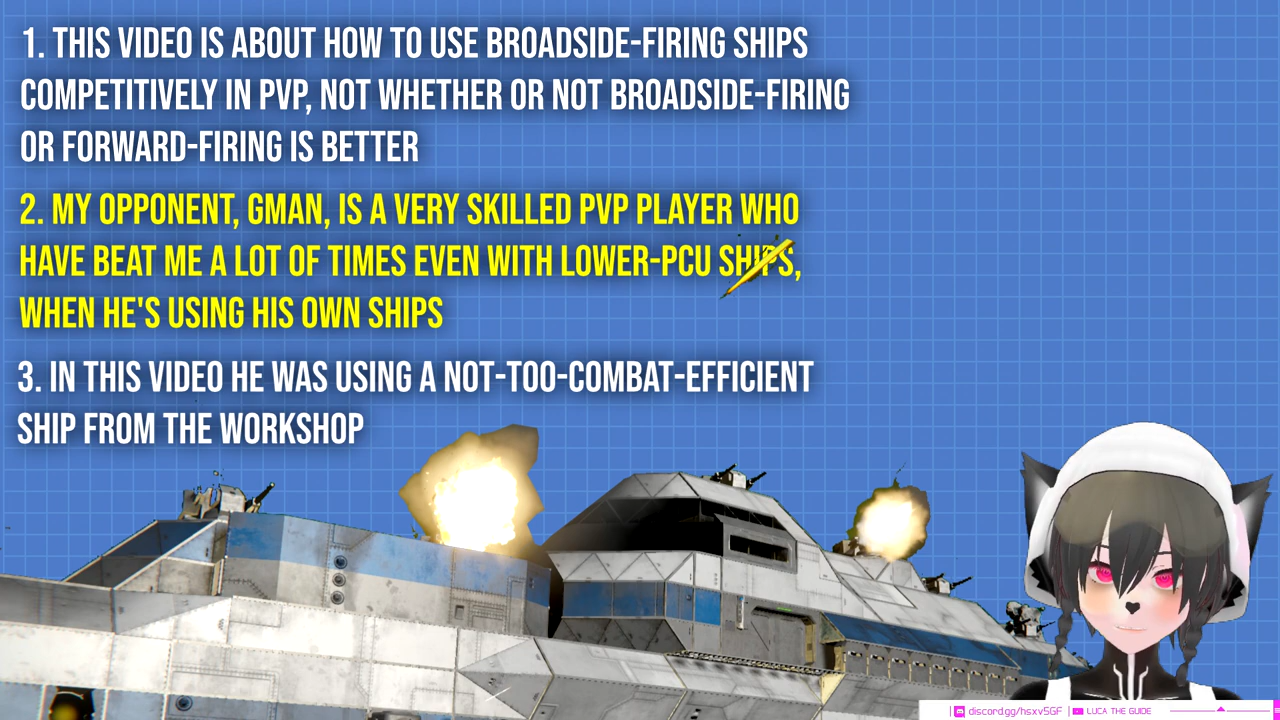 1. THIS VIDEO IS ABOUT HOW TO USE BROADSIDE-FIRING SHIPS
COMPETITIVELY IN PVP, NOT WHETHER OR NOT BROADSIDE-FIRING
OR FORWARD-FIRING IS BETTER
2. MY OPPONENT, GMAN, IS A VERY SKILLED PVP PLAYER WHO
HAVE BEAT ME A LOT OF TIMES EVEN WITH LOWER-PCU SHIPS,
WHEN HE'S USING HIS OWN SHIPS
3. IN THIS VIDEO HE WAS USING A NOT-TOO-COMBAT-EFFICIENT
SHIP FROM THE WORKSHOP
discord.gg/hsxv5GF | LUCA THE GUIDE